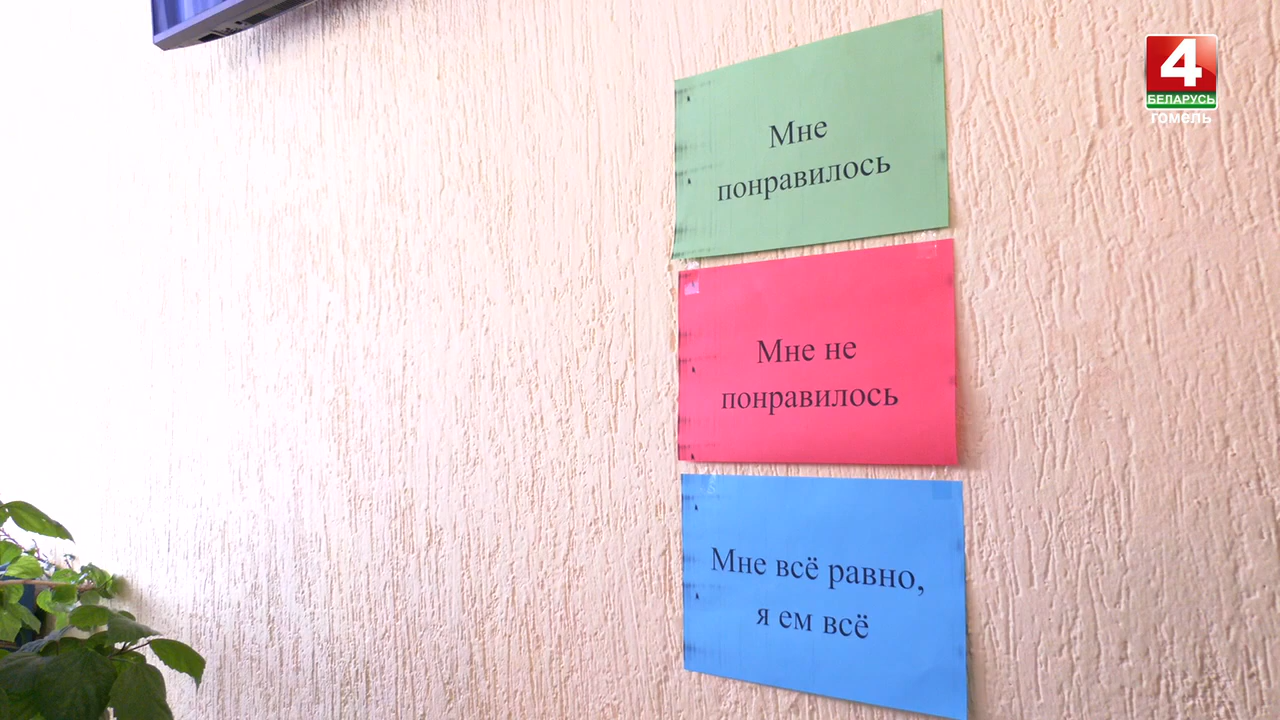 4
БЕЛАРУСЬ
гомель
Мне
понравилось
Мне не
понравилось
Мне всё равно,
я ем всё